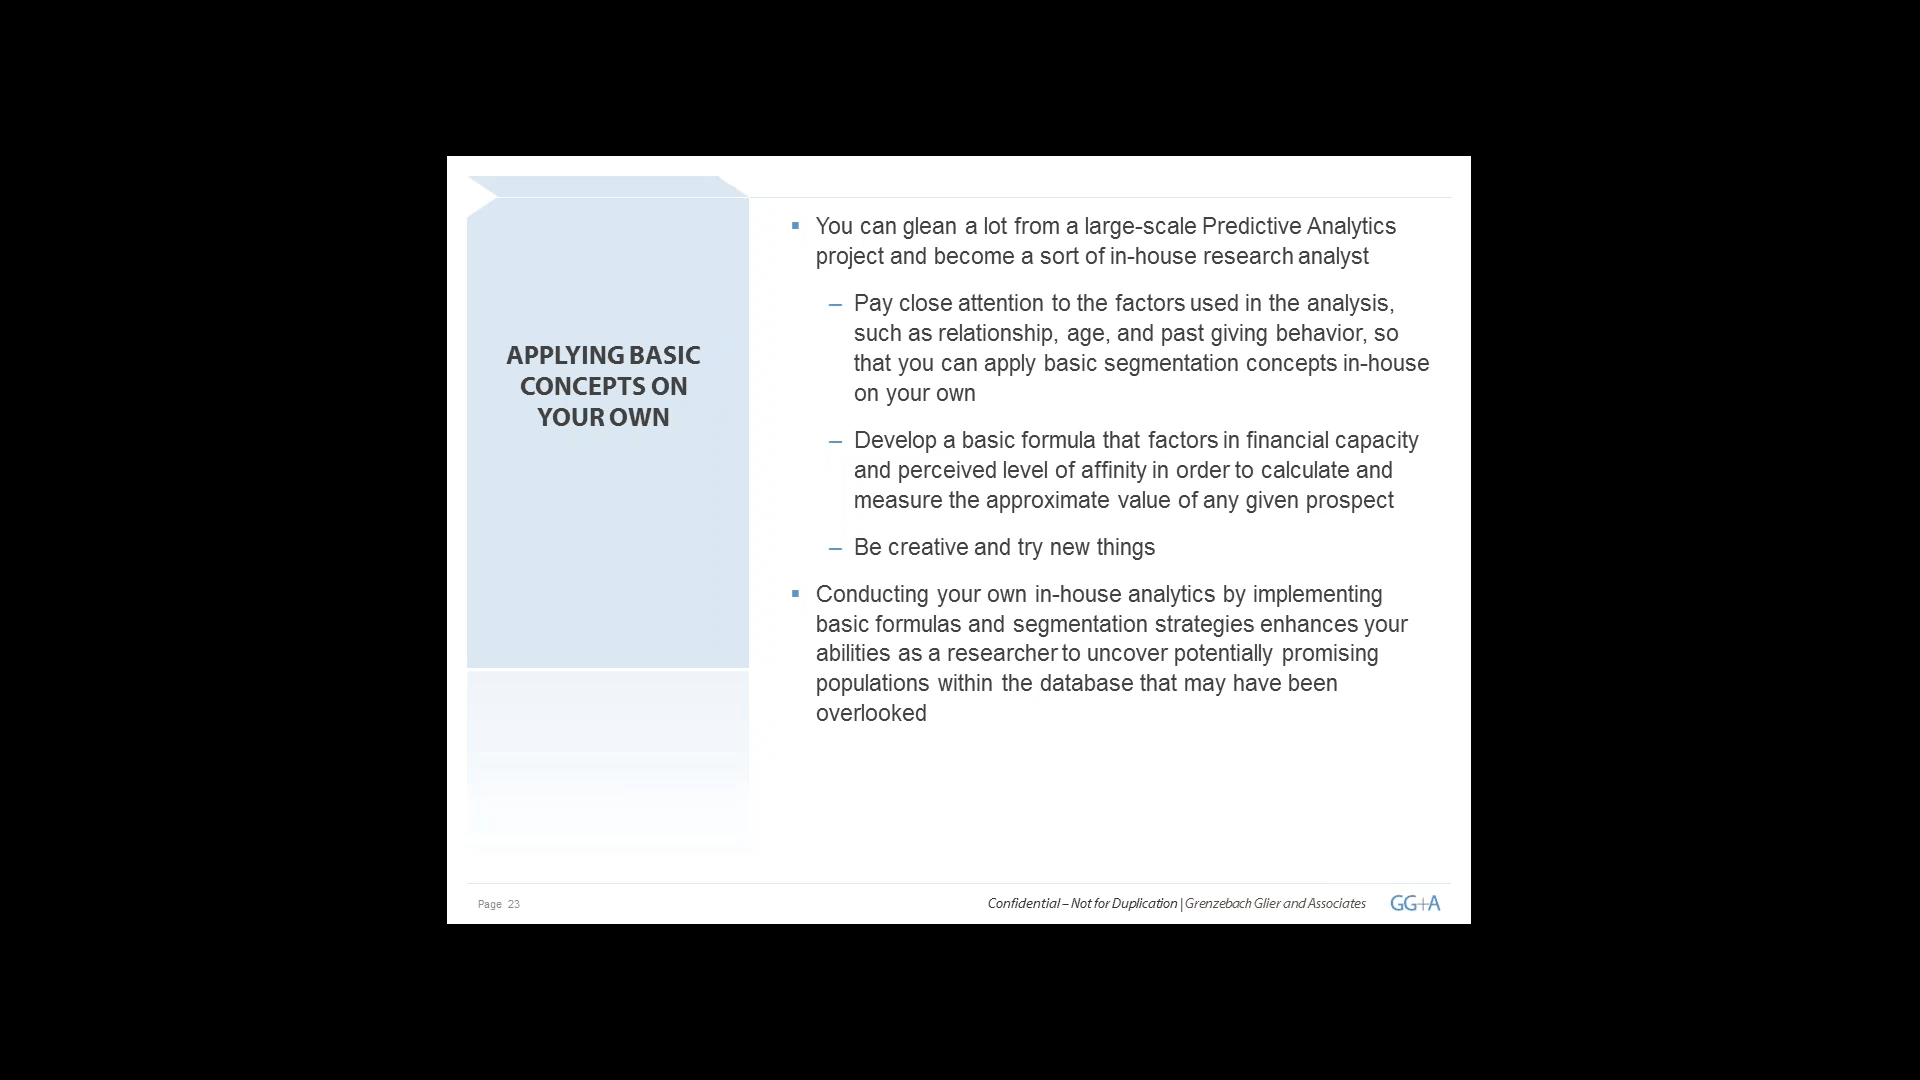 APPLYING BASIC
CONCEPTS ON
YOUR OWN
▪ You can glean a lot from a large-scale Predictive Analytics
project and become a sort of in-house research analyst
– Pay close attention to the factors used in the analysis,
such as relationship, age, and past giving behavior, so
that you can apply basic segmentation concepts in-house
on your own
– Develop a basic formula that factors in financial capacity
and perceived level of affinity in order to calculate and
measure the approximate value of any given prospect
– Be creative and try new things
▪ Conducting your own in-house analytics by implementing
basic formulas and segmentation strategies enhances your
abilities as a researcher to uncover potentially promising
populations within the database that may have been
overlooked
Page 23
Confidential – Not for Duplication | Grenzebach Glier and Associates
GG+A